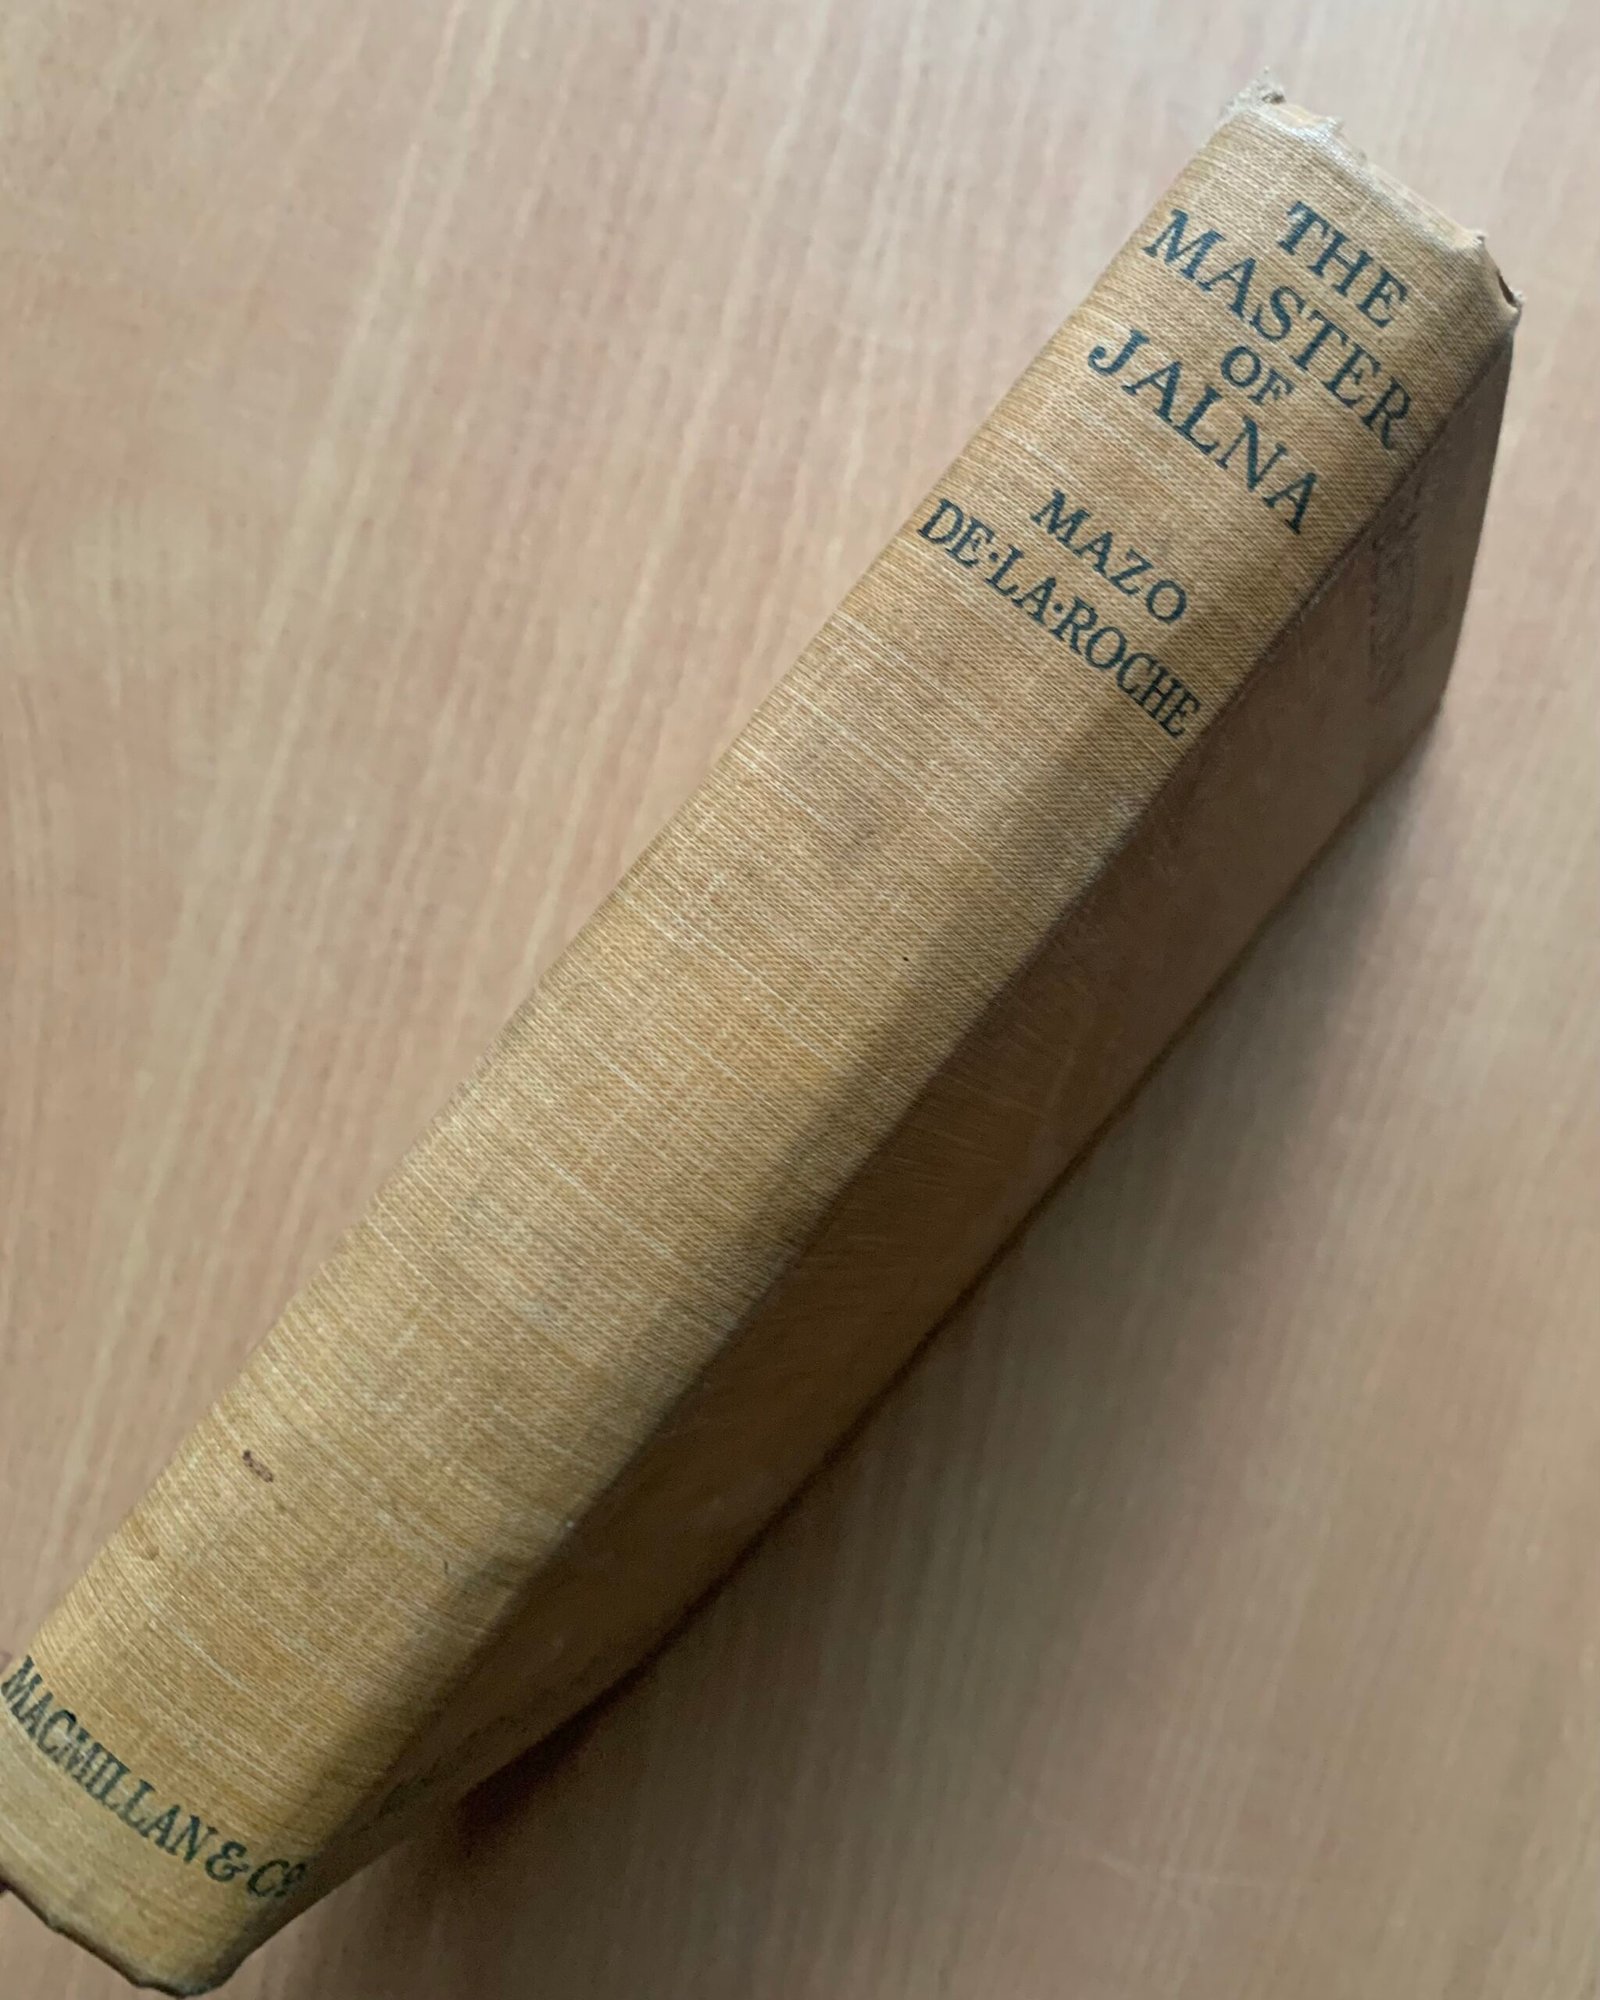 THE
MASTER
OF
JALNA
MAZO
DE·LA·ROCHE
MACMILLAN & Cº